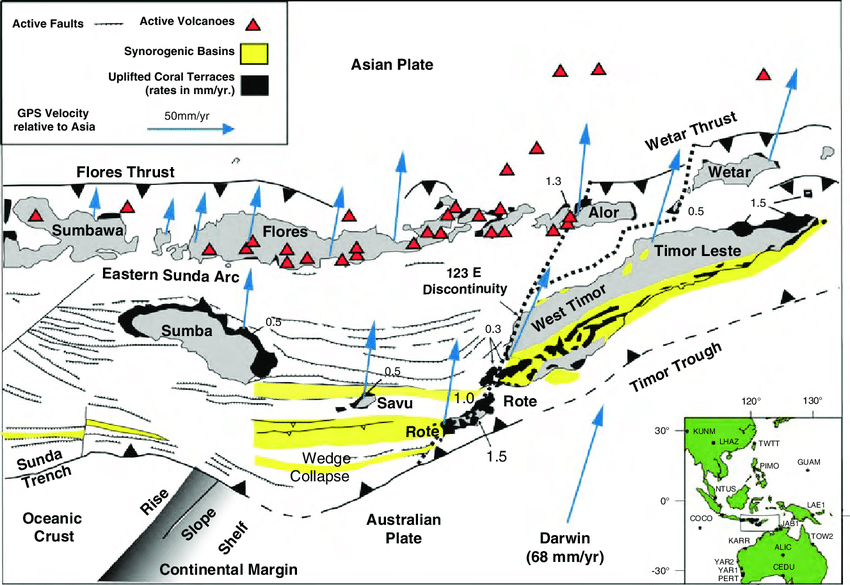 Active Faults
Active Volcanoes
Synorogenic Basins
Uplifted Coral Terraces
(rates in mm/yr.)
GPS Velocity
relative to Asia
50mm/yr
Asian Plate
Wetar Thrust
Flores Thrust
Wetar
1.3
Sumbawa
Flores
Alor
0.5
1.5
Timor Leste
Eastern Sunda Arc
123 E
Discontinuity
West Timor
Sumba
0.5
0.3
Timor Trough
0.5
Savu
1.0
Rote
Rote
Wedge
Collapse
1.5
Sunda
Trench
Rise
Slope
Shelf
Oceanic
Crust
Australian
Plate
Darwin
(68 mm/yr)
Continental Margin
120°
130°
30°
KUNM
LHAZ
TWTT
PIMO
GUAM
NTUS
0°
COCO
LAE1
JAB1
KARR
TOW2
ALIC
YAR2
YAR1
CEDU
PERT
-30°